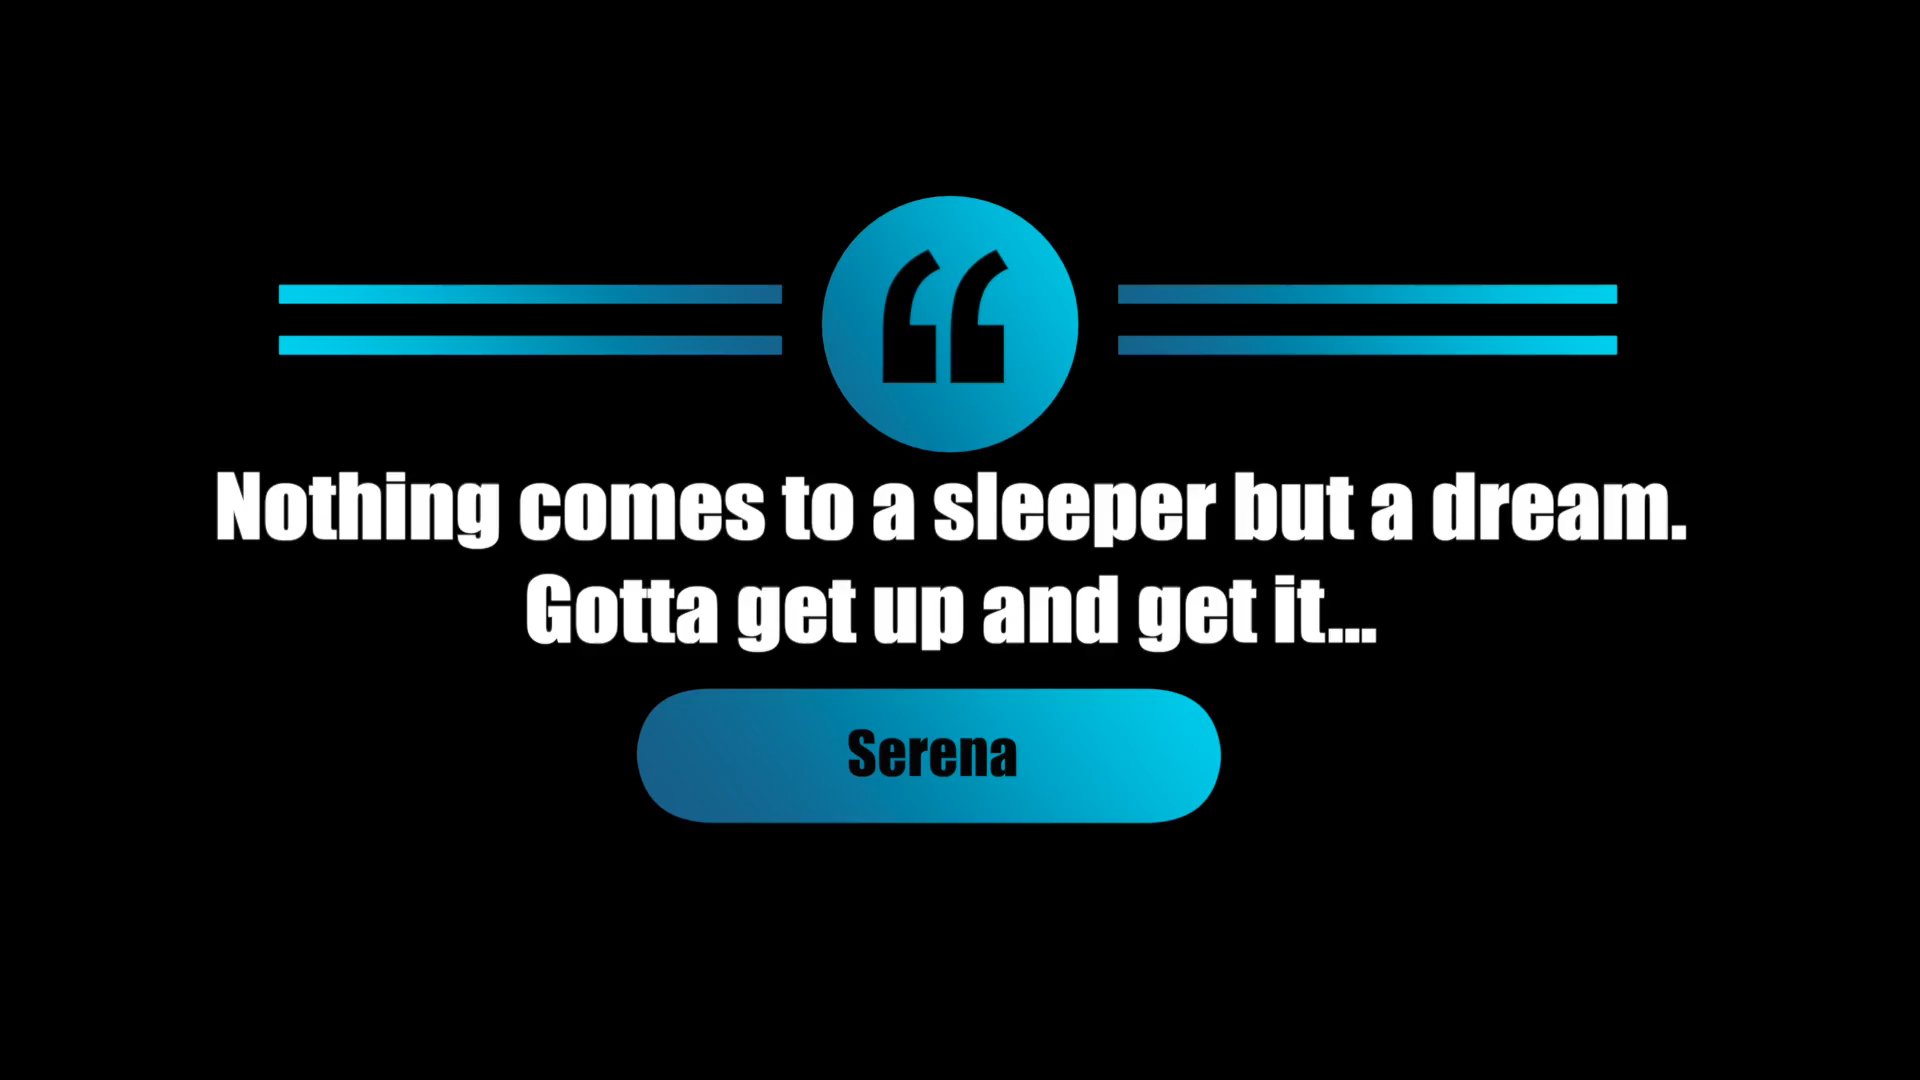 “
Nothing comes to a sleeper but a dream.
Gotta get up and get it...
Serena